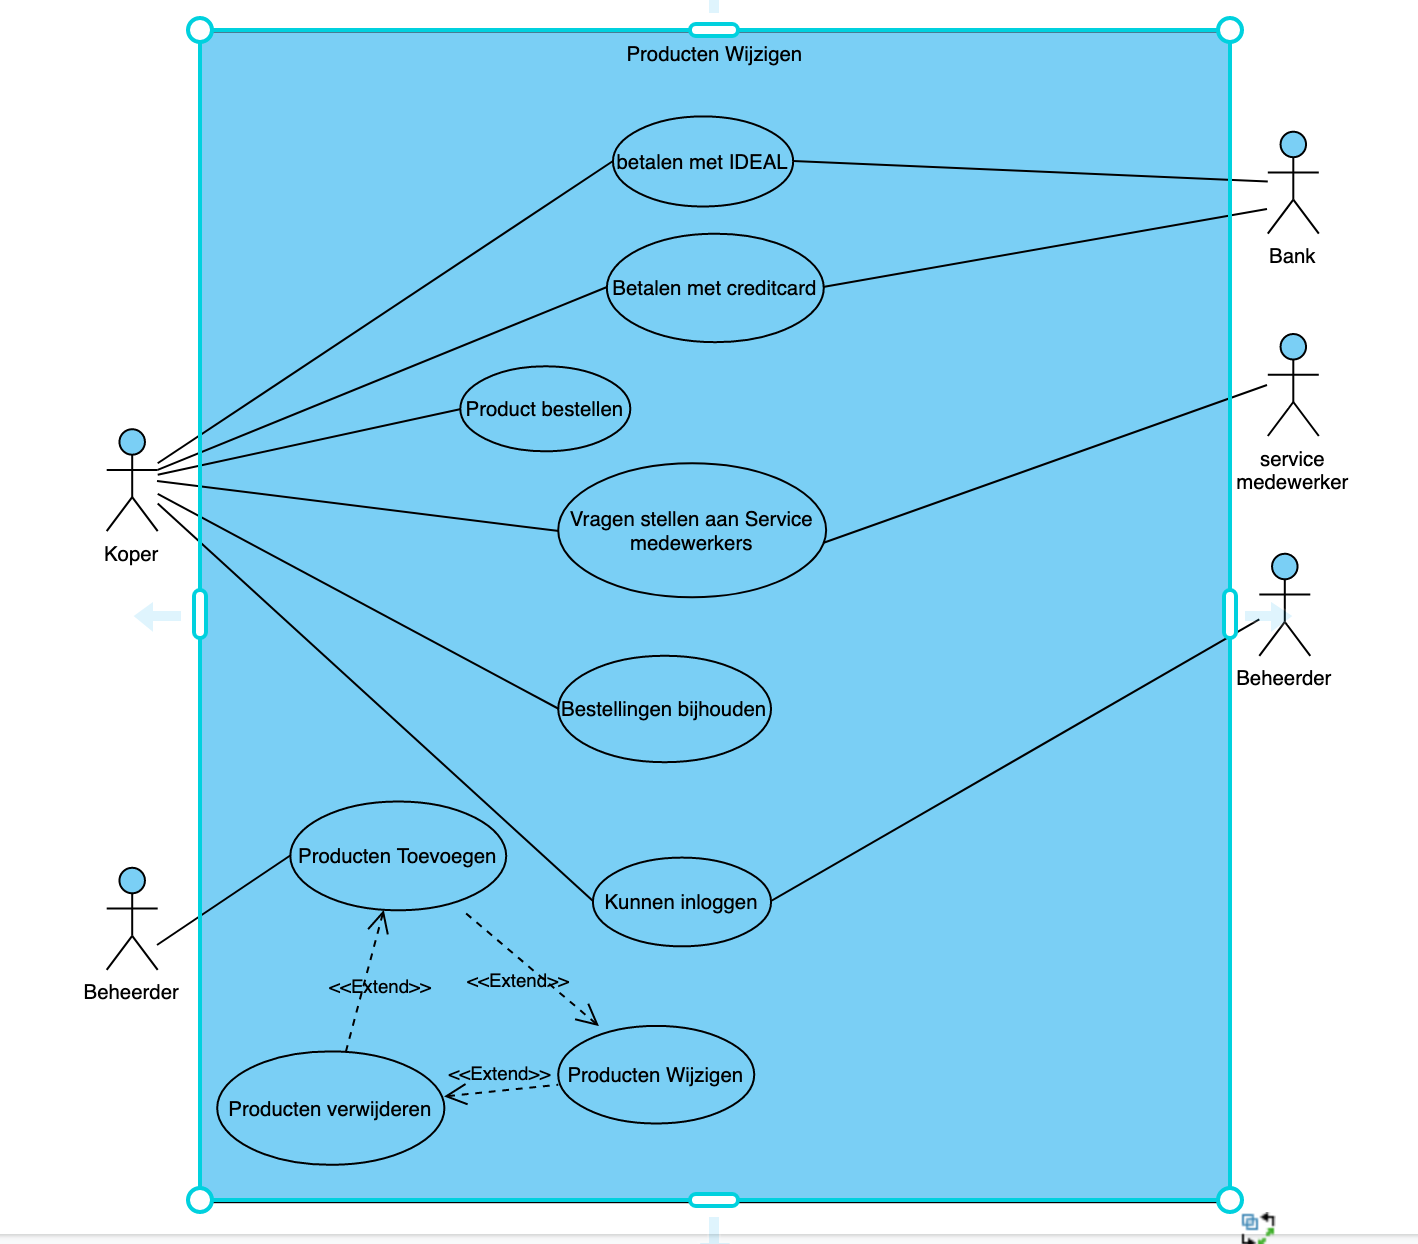 Producten Wijzigen
betalen met IDEAL
Bank
Betalen met creditcard
Product bestellen
service
medewerker
Vragen stellen aan Service
medewerkers
Koper
Beheerder
Bestellingen bijhouden
Producten Toevoegen
Kunnen inloggen
Beheerder
<<Extend>>
<<Extend>>
<<Extend>>
Producten Wijzigen
Producten verwijderen